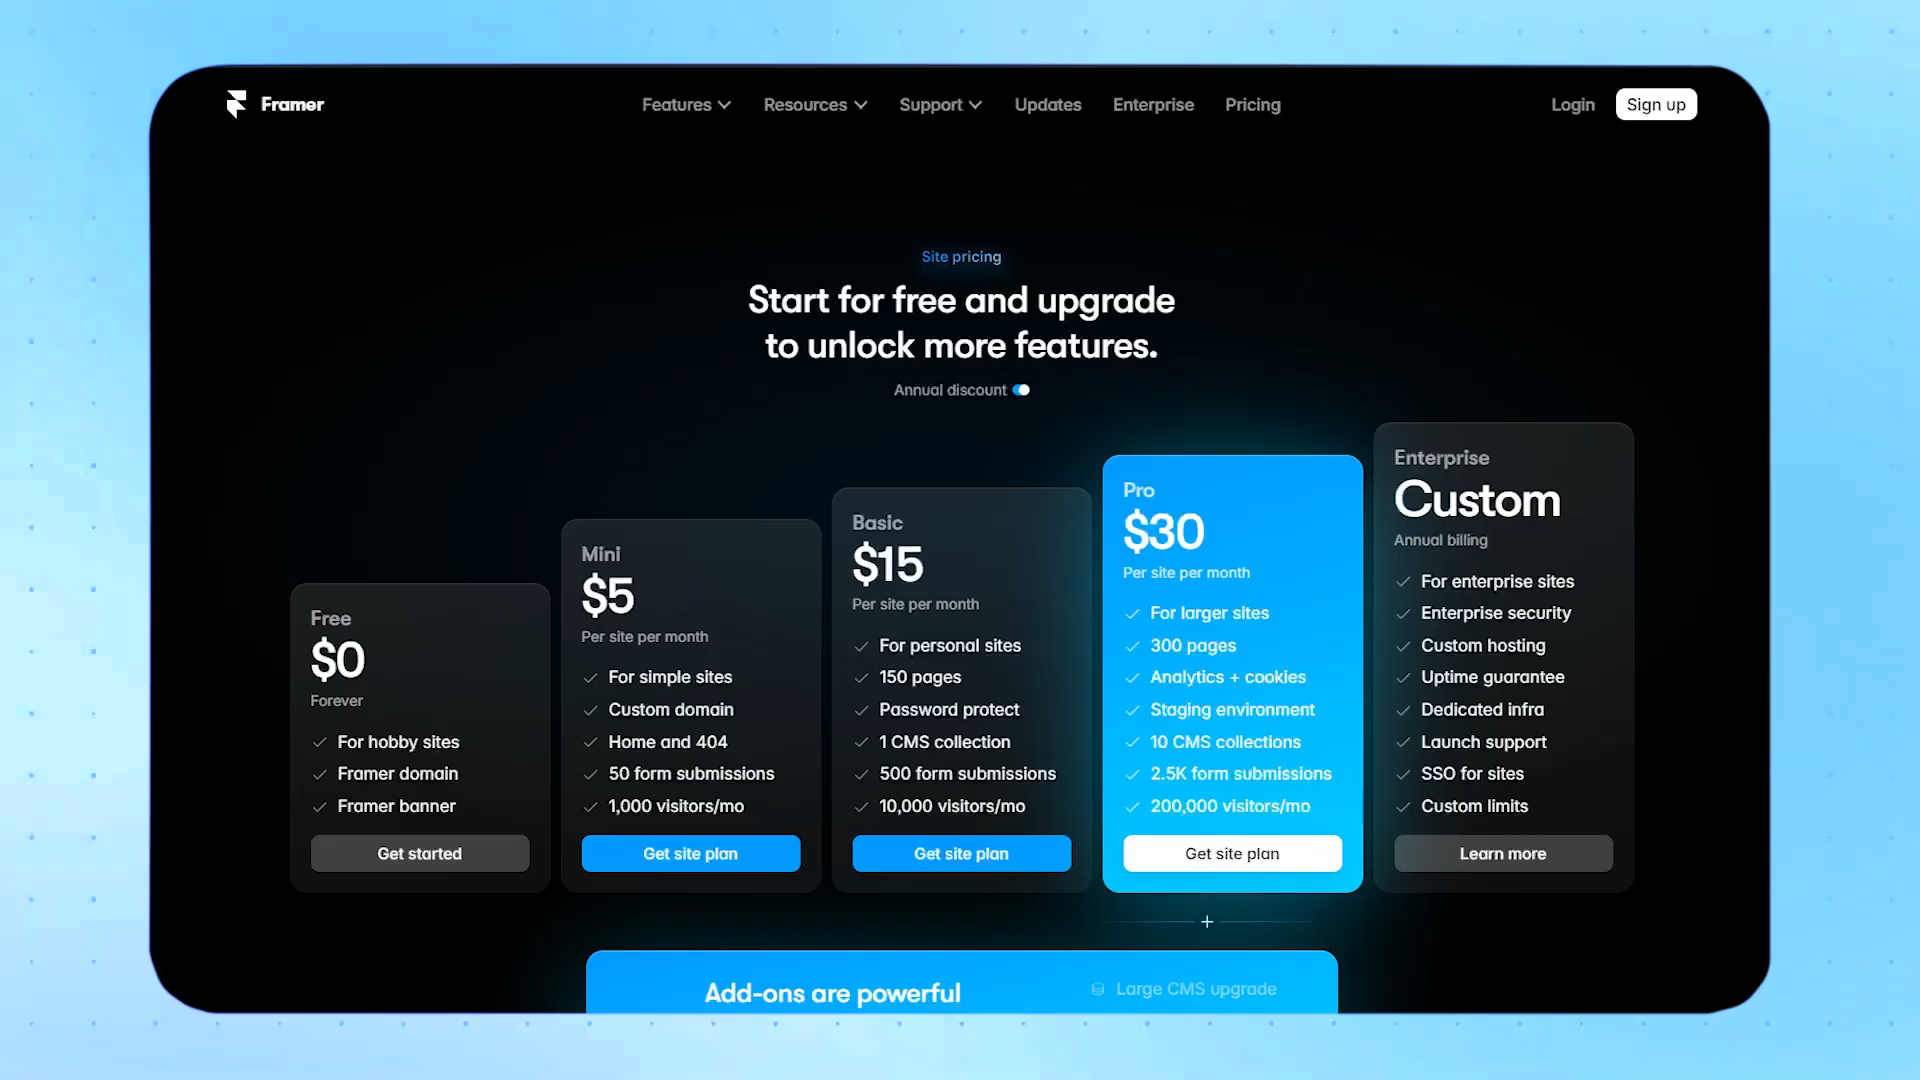 Framer
Features
Resources
Support
Updates
Enterprise
Pricing
Login
Sign up
Site pricing
Start for free and upgrade
to unlock more features.
Annual discount
Free
$0
Forever
For hobby sites
Framer domain
Framer banner
Get started
Mini
$5
Per site per month
For simple sites
Custom domain
Home and 404
50 form submissions
1,000 visitors/mo
Get site plan
Basic
$15
Per site per month
For personal sites
150 pages
Password protect
1 CMS collection
500 form submissions
10,000 visitors/mo
Get site plan
Pro
$30
Per site per month
For larger sites
300 pages
Analytics + cookies
Staging environment
10 CMS collections
2.5K form submissions
200,000 visitors/mo
Get site plan
Enterprise
Custom
Annual billing
For enterprise sites
Enterprise security
Custom hosting
Uptime guarantee
Dedicated infra
Launch support
SSO for sites
Custom limits
Learn more
+
Add-ons are powerful
Large CMS upgrade